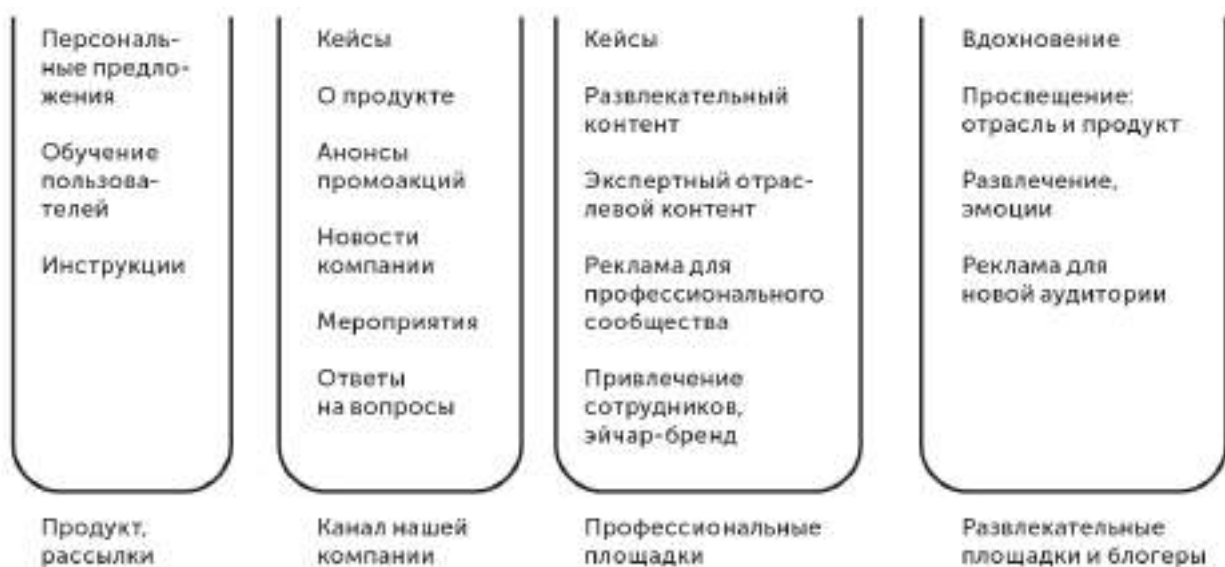 Персональ-
ные предло-
жения
Обучение
пользова-
телей
Инструкции
Продукт,
рассылки
Кейсы
О продукте
Анонсы
промоакций
Новости
компании
Мероприятия
Ответы
на вопросы
Канал нашей
компании
Кейсы
Развлекательный
контент
Экспертный отрас-
левой контент
Реклама для
профессионального
сообщества
Привлечение
сотрудников,
эйчар-бренд
Профессиональные
площадки
Вдохновение
Просвещение:
отрасль и продукт
Развлечение,
эмоции
Реклама для
новой аудитории
Развлекательные
площадки и блогеры